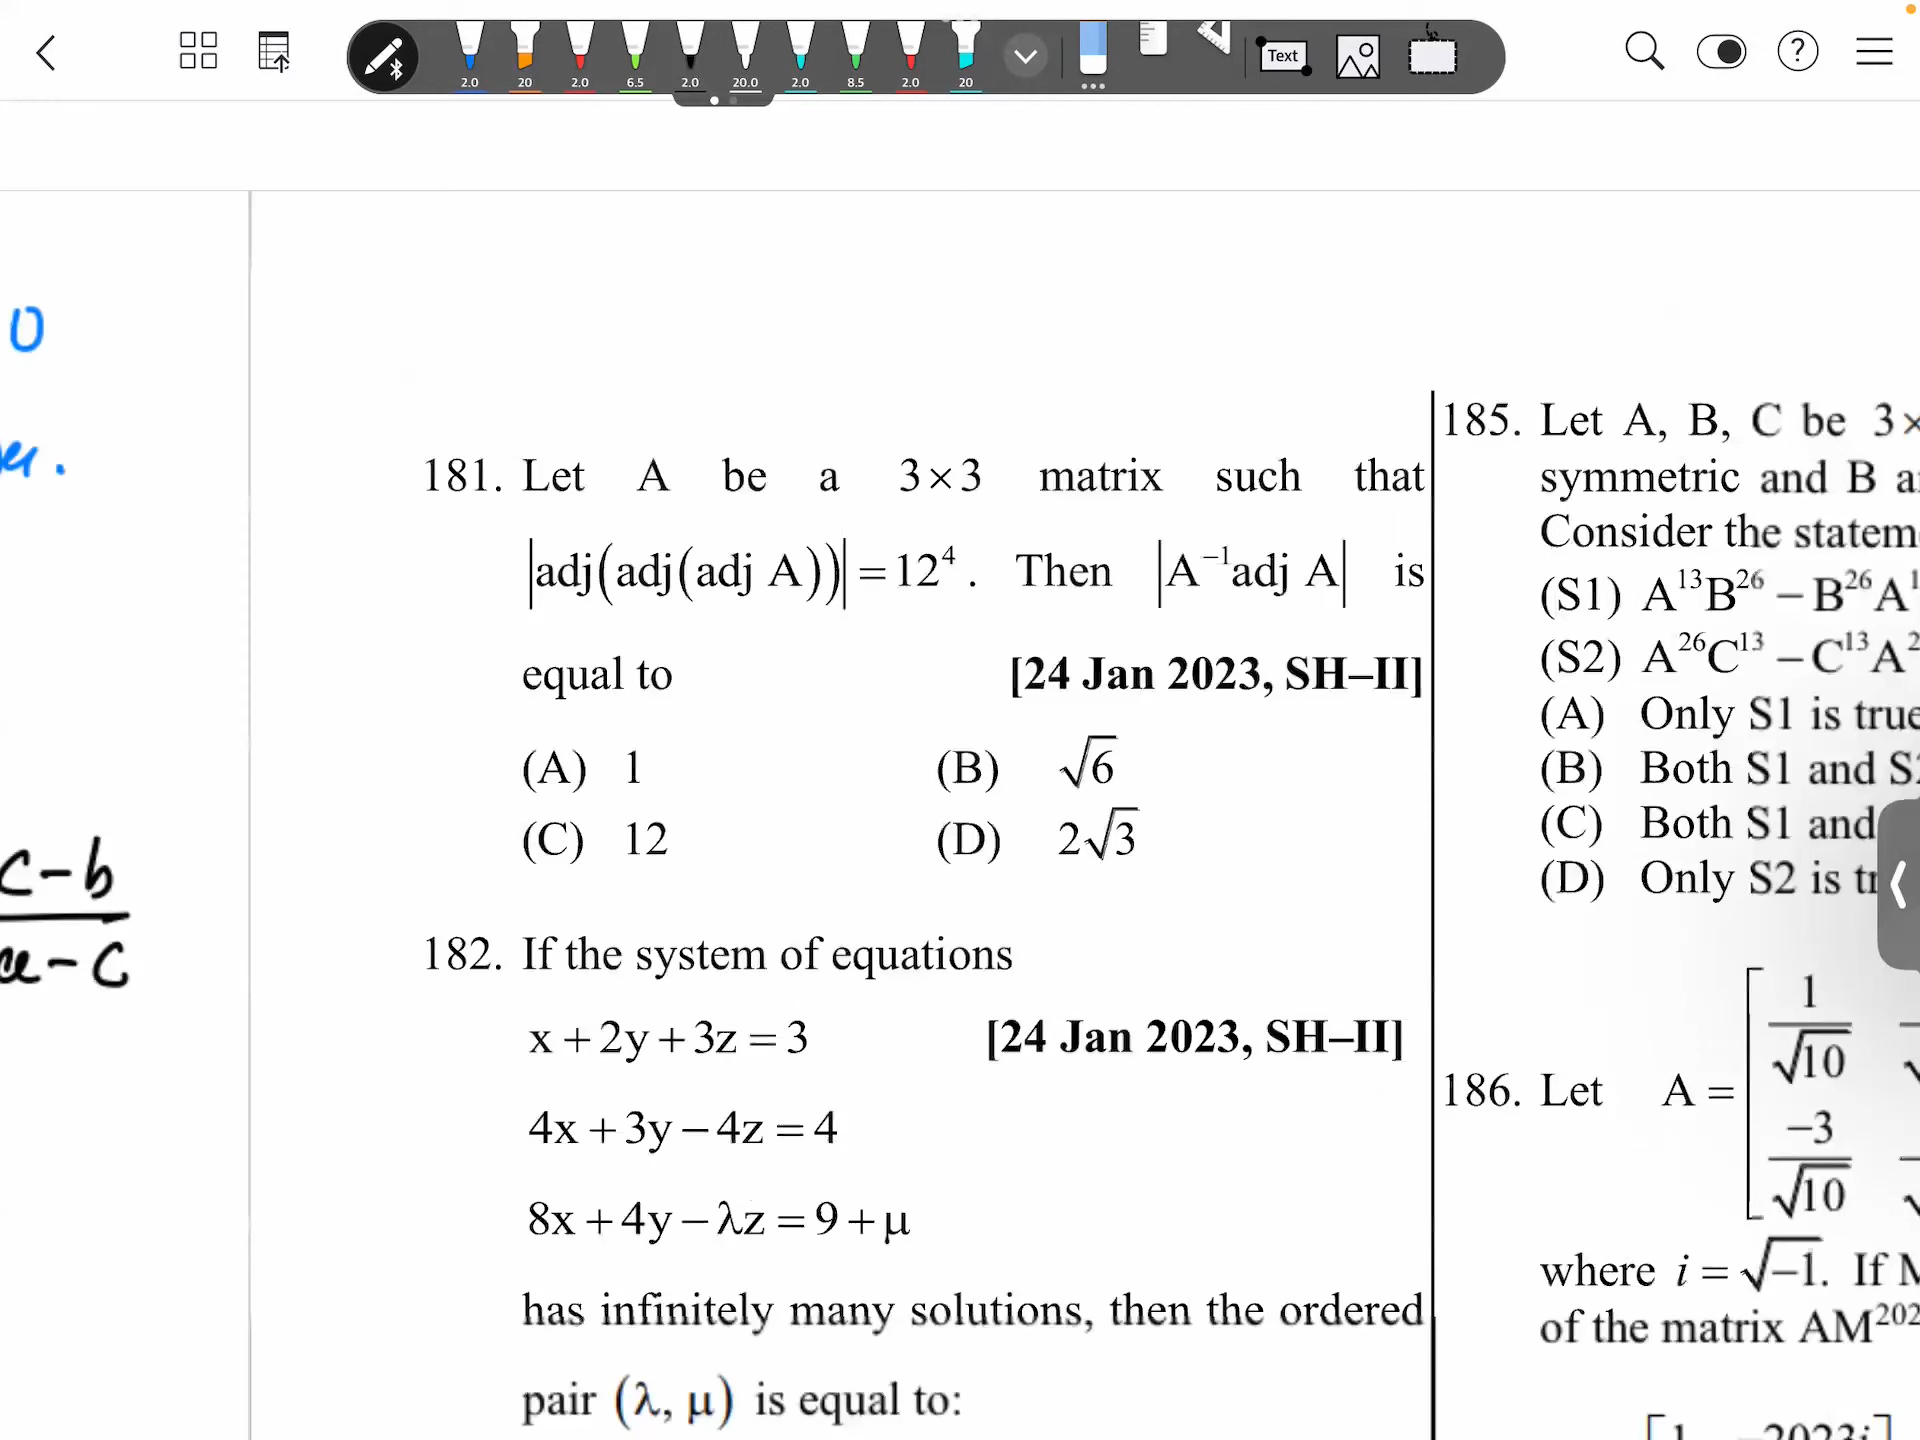 2.0 20 2.0 6.5 2.0 20.0 2.0 8.5 2.0 20 Text
0
.
c-b
-c
181. Let A be a 3×3 matrix such that
|adj(adj(adj A))| = 12⁴. Then |A⁻¹adj A| is
equal to [24 Jan 2023, SH–II]
(A) 1 (B) √6
(C) 12 (D) 2√3
182. If the system of equations
x + 2y + 3z = 3 [24 Jan 2023, SH–II]
4x + 3y – 4z = 4
8x + 4y – λz = 9 + μ
has infinitely many solutions, then the ordered
pair (λ, μ) is equal to:
185. Let A, B, C be 3×
symmetric and B
Consider the
(S1) A¹³B²⁶ – B²⁶A
(S2) A²⁶C¹³ – C¹³A
(A) Only S1 is
(B) Both S1 and
(C) Both S1 and
(D) Only S2 is
186. Let A = [ 1/√10
-3/√10
where i = √–1. If
of the matrix AM
[1 –2023i]